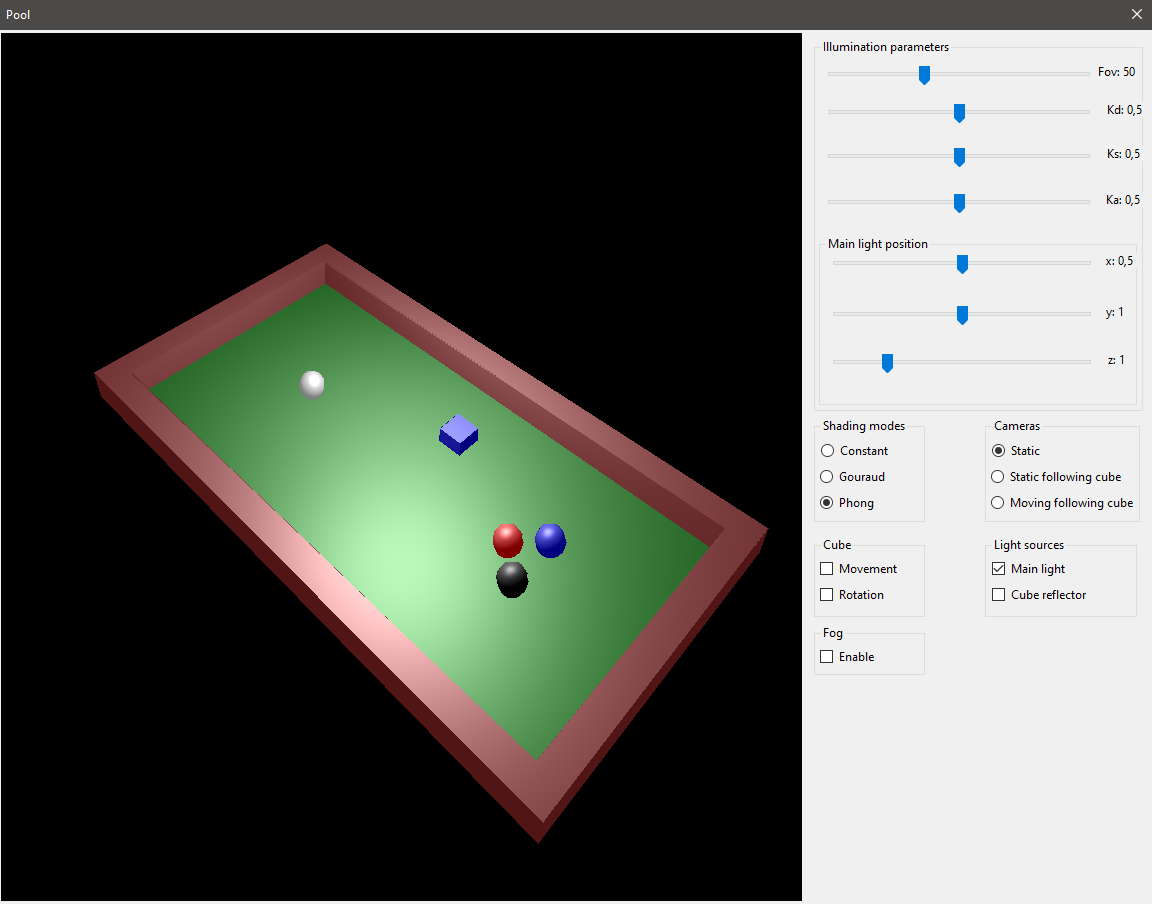 Pool
Illumination parameters
Fov: 50
Kd: 0,5
Ks: 0,5
Ka: 0,5
Main light position
x: 0,5
y: 1
z: 1
Shading modes
Constant
Gouraud
Phong
Cameras
Static
Static following cube
Moving following cube
Cube
Movement
Rotation
Light sources
Main light
Cube reflector
Fog
Enable